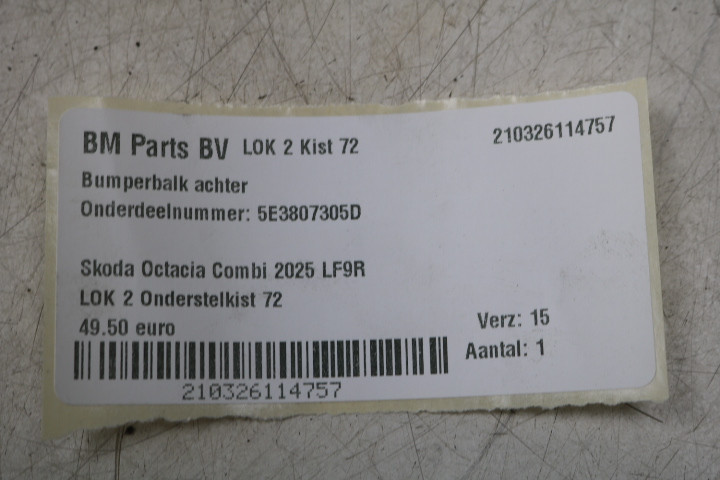 BM Parts BV LOK 2 Kist 72 210326114757
Bumperbalk achter
Onderdeelnummer: 5E3807305D
Skoda Octacia Combi 2025 LF9R
LOK 2 Onderstelkist 72
49.50 euro
Verz: 15
Aantal: 1
210326114757